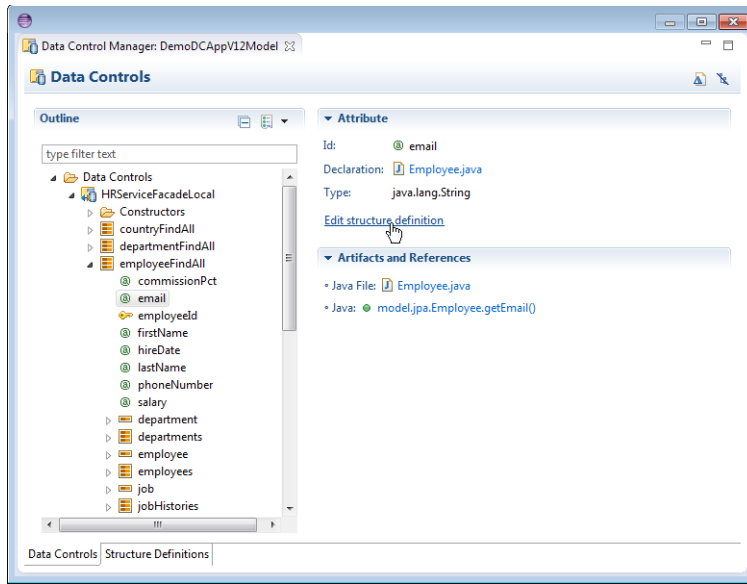 Data Control Manager: DemoDCAppV12Model
Data Controls
Outline
type filter text
Data Controls
HRServiceFacadeLocal
Constructors
countryFindAll
departmentFindAll
employeeFindAll
commissionPct
email
employeeId
firstName
hireDate
lastName
phoneNumber
salary
department
departments
employee
employees
job
jobHistories
Attribute
Id: email
Declaration: Employee.java
Type: java.lang.String
Edit structure definition
Artifacts and References
Java File: Employee.java
Java: model.jpa.Employee.getEmail()
Data Controls Structure Definitions